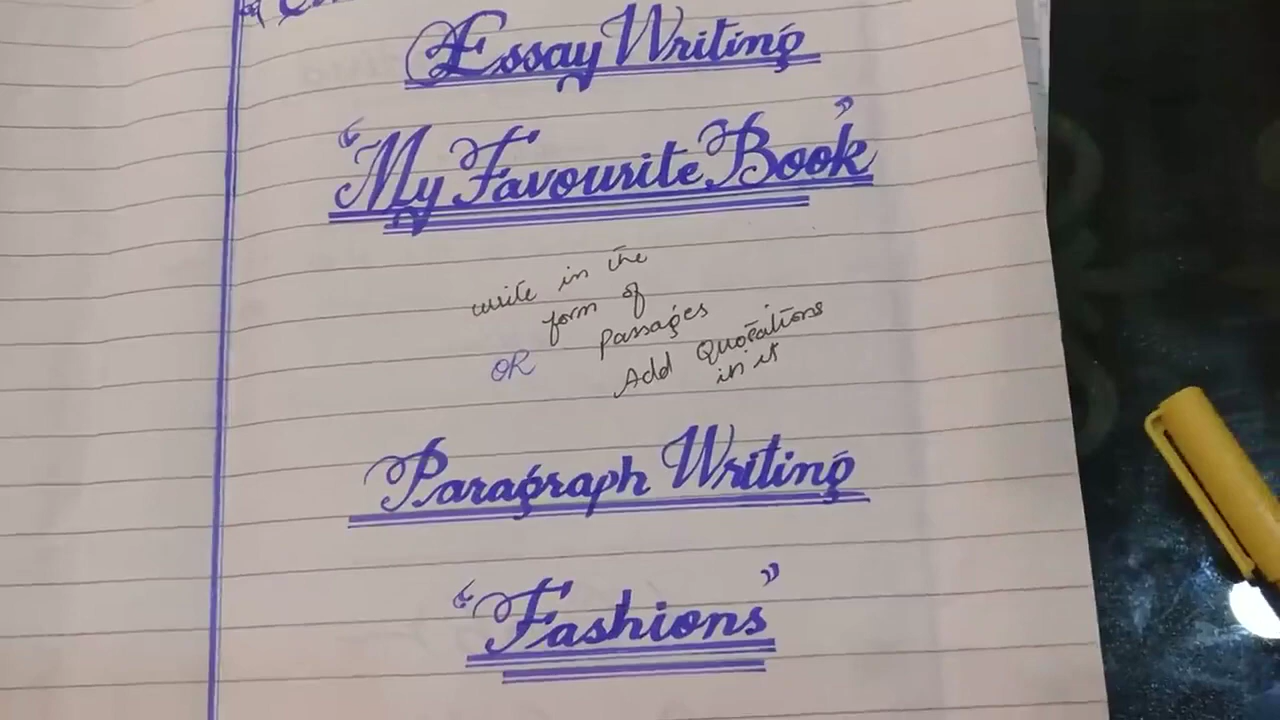 Essay Writing
"My Favourite Book"
write in the
form of
Passages
OR
Add Quotations
in it
Paragraph Writing
"Fashions"